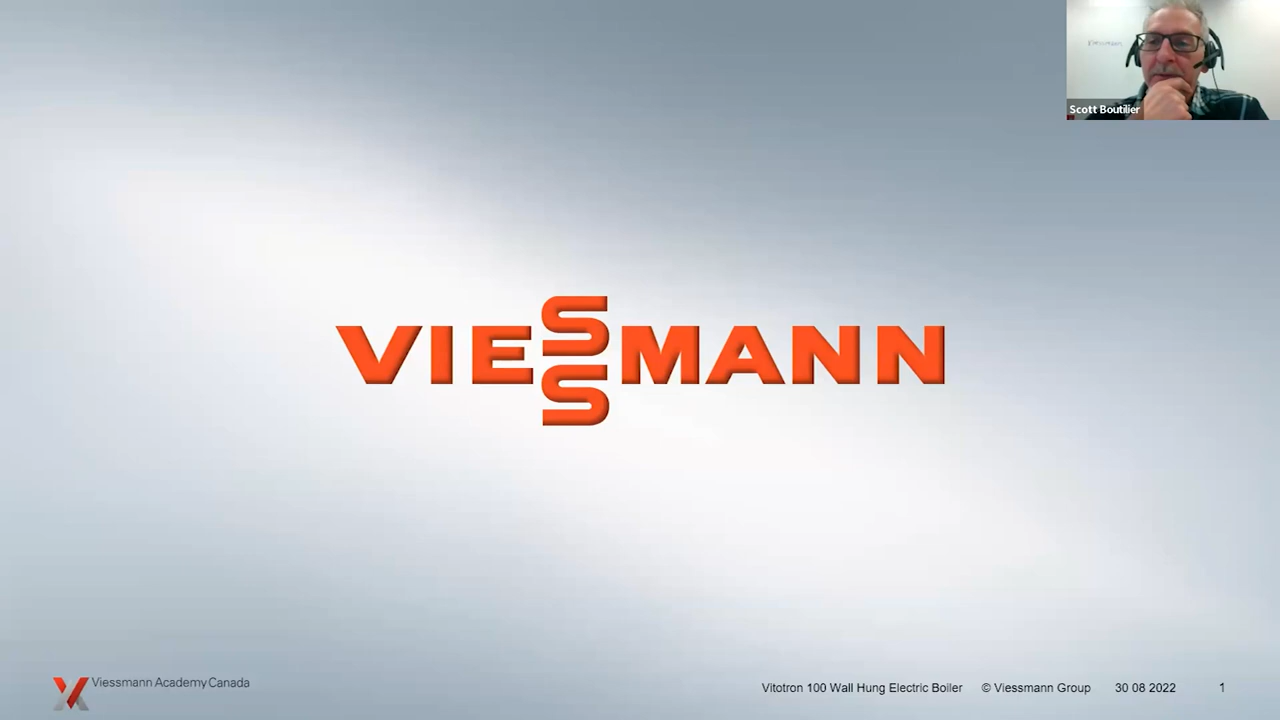 Scott Boutilier
VIESSMANN
Viessmann Academy Canada
Vitotron 100 Wall Hung Electric Boiler © Viessmann Group 30 08 2022 1